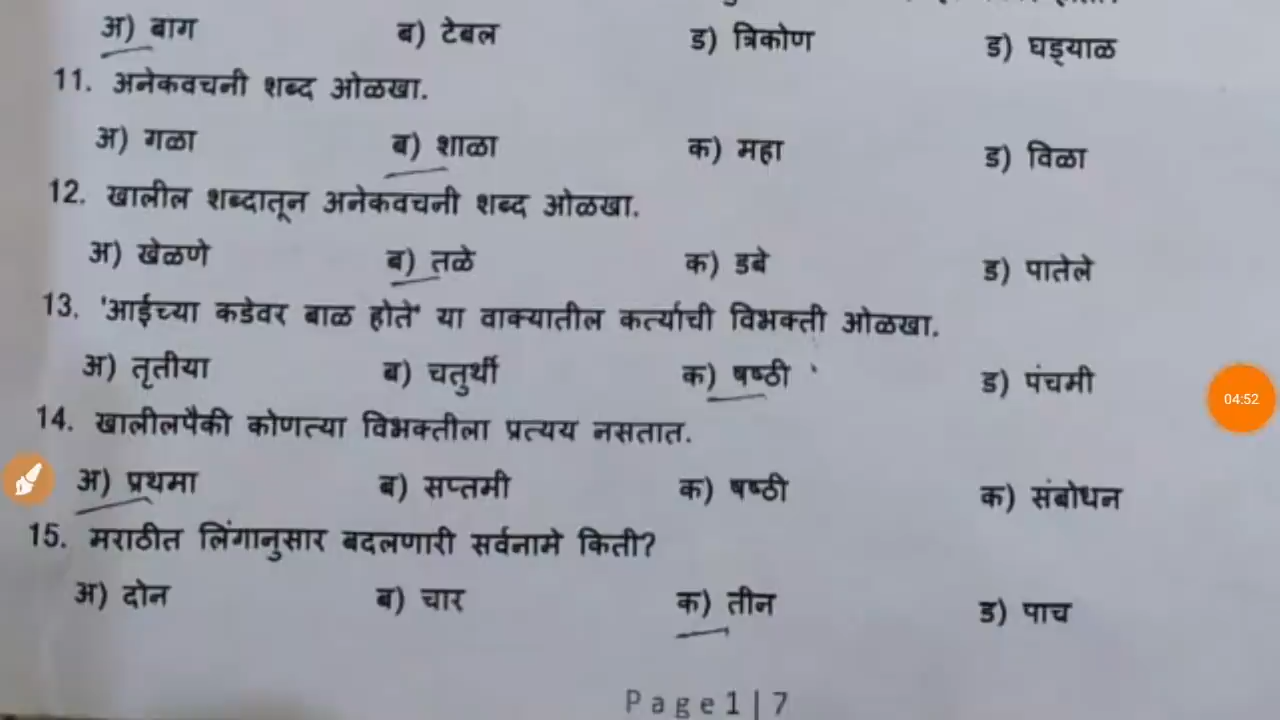 अ) बाग ब) टेबल ड) त्रिकोण ड) घड्याळ
11. अनेकवचनी शब्द ओळखा.
अ) गळा ब) शाळा क) महा ड) विळा
12. खालील शब्दातून अनेकवचनी शब्द ओळखा.
अ) खेळणे ब) तळे क) डबे ड) पातेले
13. 'आईच्या कडेवर बाळ होते' या वाक्यातील कर्त्याची विभक्ती ओळखा.
अ) तृतीया ब) चतुर्थी क) षष्ठी ड) पंचमी
14. खालीलपैकी कोणत्या विभक्तीला प्रत्यय नसतात.
अ) प्रथमा ब) सप्तमी क) षष्ठी क) संबोधन
15. मराठीत लिंगानुसार बदलणारी सर्वनामे किती?
अ) दोन ब) चार क) तीन ड) पाच
Page1|7
04:52